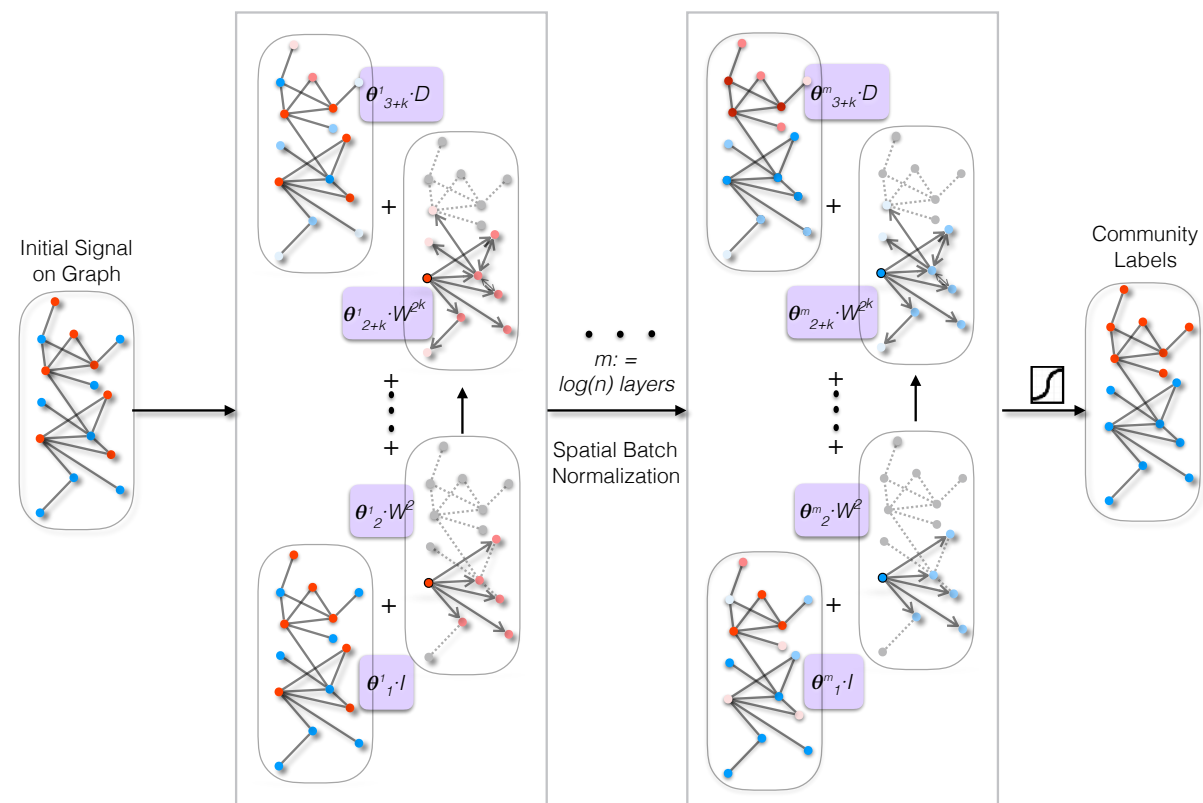 Initial Signal
on Graph
θ¹₃₊ₖ·D
+
θ¹₂₊ₖ·W²ᵏ
+
+
θ¹₂·W²
+
θ¹₁·I
m: =
log(n) layers
Spatial Batch
Normalization
θᵐ₃₊ₖ·D
+
θᵐ₂₊ₖ·W²ᵏ
+
+
θᵐ₂·W²
+
θᵐ₁·I
Community
Labels